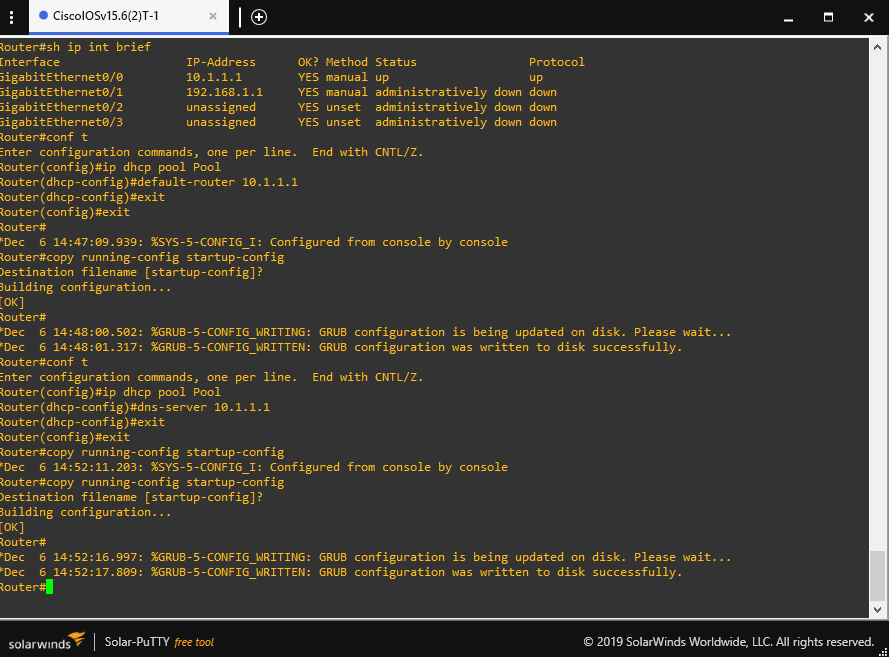 CiscoIOSv15.6(2)T-1
Router#sh ip int brief
Interface IP-Address OK? Method Status Protocol
GigabitEthernet0/0 10.1.1.1 YES manual up up
GigabitEthernet0/1 192.168.1.1 YES manual administratively down down
GigabitEthernet0/2 unassigned YES unset administratively down down
GigabitEthernet0/3 unassigned YES unset administratively down down
Router#conf t
Enter configuration commands, one per line. End with CNTL/Z.
Router(config)#ip dhcp pool Pool
Router(dhcp-config)#default-router 10.1.1.1
Router(dhcp-config)#exit
Router(config)#exit
Router#
*Dec 6 14:47:09.939: %SYS-5-CONFIG_I: Configured from console by console
Router#copy running-config startup-config
Destination filename [startup-config]?
Building configuration...
[OK]
Router#
*Dec 6 14:48:00.502: %GRUB-5-CONFIG_WRITING: GRUB configuration is being updated on disk. Please wait...
*Dec 6 14:48:01.317: %GRUB-5-CONFIG_WRITTEN: GRUB configuration was written to disk successfully.
Router#conf t
Enter configuration commands, one per line. End with CNTL/Z.
Router(config)#ip dhcp pool Pool
Router(dhcp-config)#dns-server 10.1.1.1
Router(dhcp-config)#exit
Router(config)#exit
Router#copy running-config startup-config
*Dec 6 14:52:11.203: %SYS-5-CONFIG_I: Configured from console by console
Router#copy running-config startup-config
Destination filename [startup-config]?
Building configuration...
[OK]
Router#
*Dec 6 14:52:16.997: %GRUB-5-CONFIG_WRITING: GRUB configuration is being updated on disk. Please wait...
*Dec 6 14:52:17.809: %GRUB-5-CONFIG_WRITTEN: GRUB configuration was written to disk successfully.
Router#
solarwinds Solar-PuTTY free tool © 2019 SolarWinds Worldwide, LLC. All rights reserved.